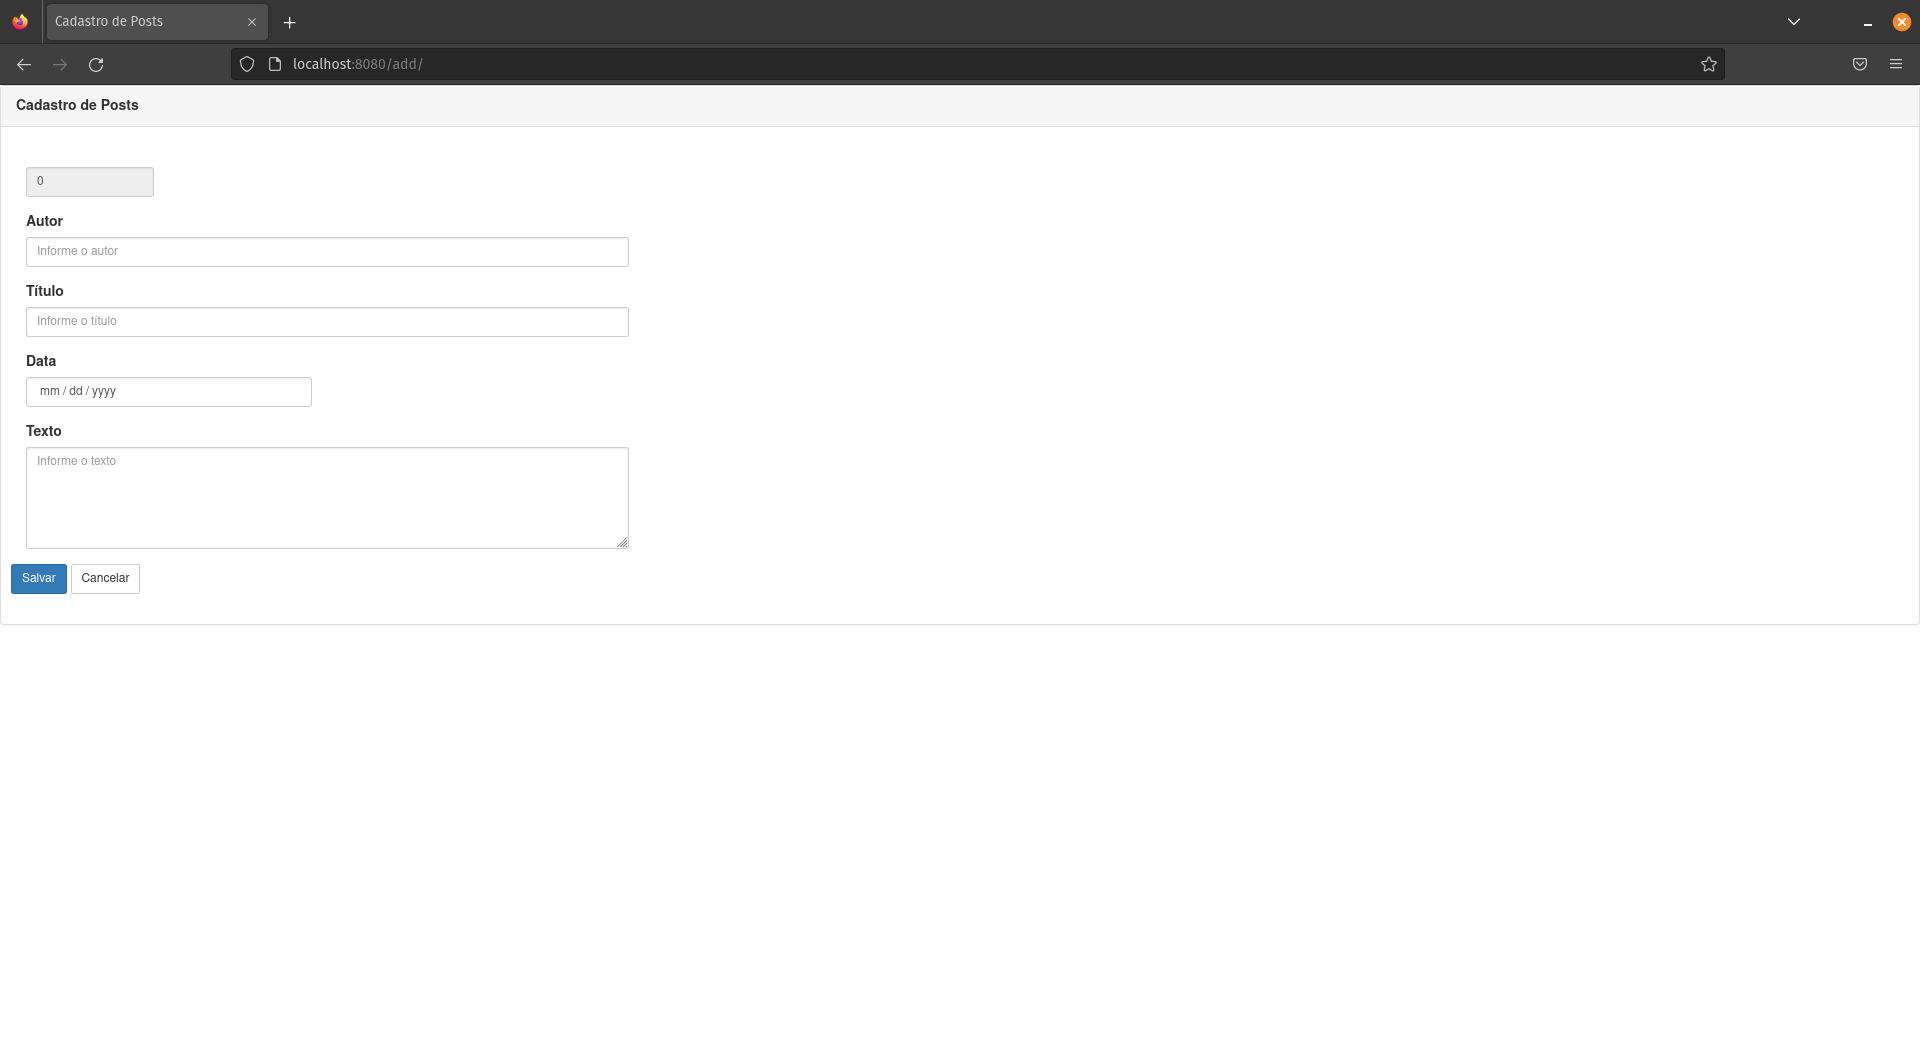 Cadastro de Posts
localhost:8080/add/
Cadastro de Posts
0
Autor
Informe o autor
Título
Informe o título
Data
mm / dd / yyyy
Texto
Informe o texto
Salvar Cancelar